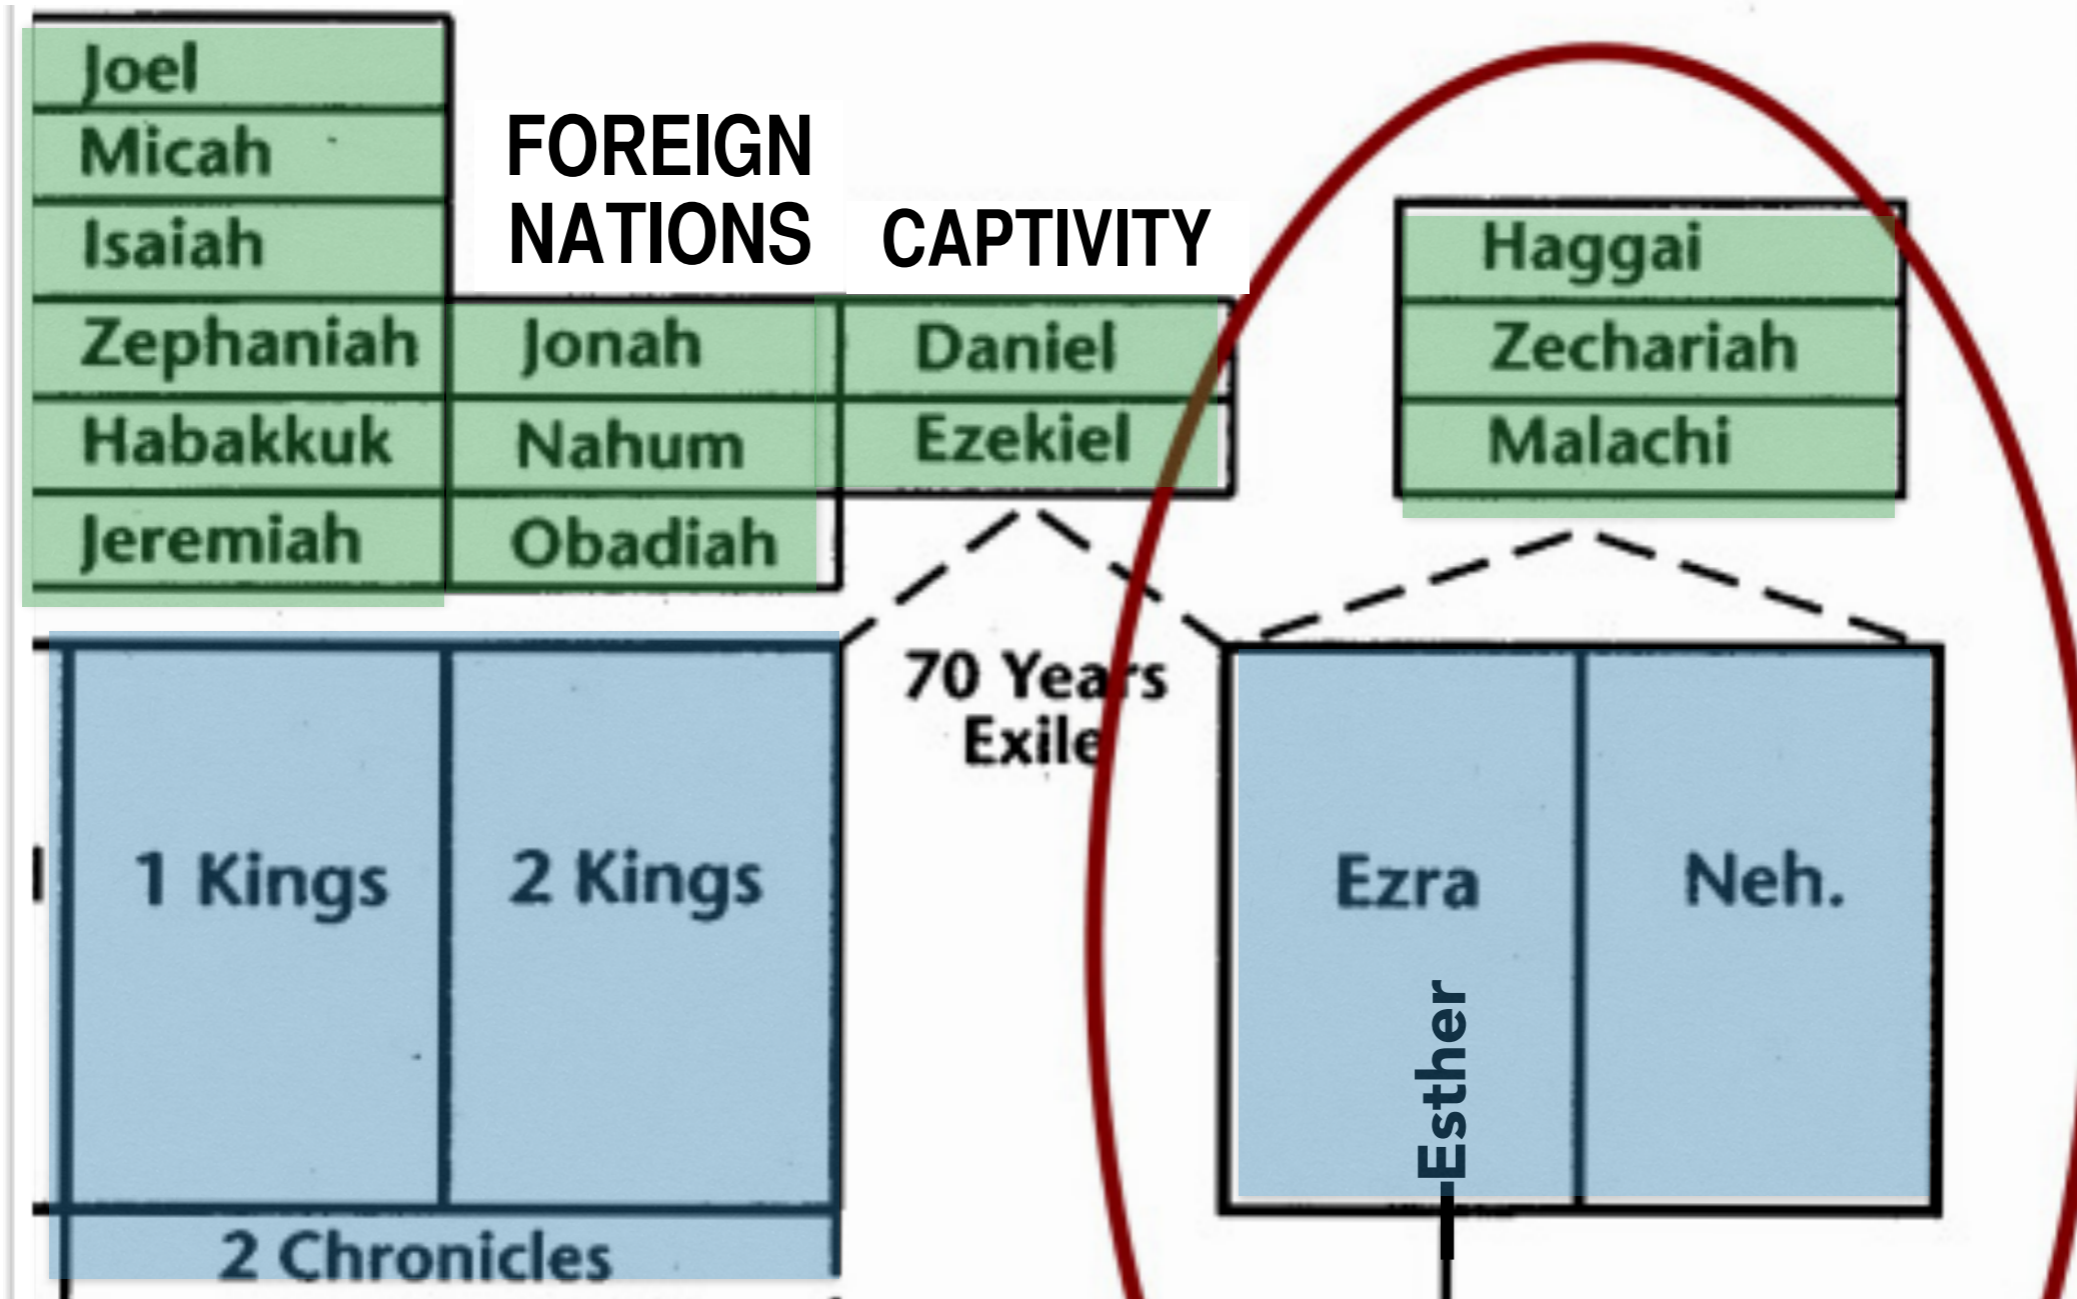 Joel
Micah
Isaiah
Zephaniah
Habakkuk
Jeremiah
FOREIGN
NATIONS
Jonah
Nahum
Obadiah
CAPTIVITY
Daniel
Ezekiel
Haggai
Zechariah
Malachi
70 Years
Exile
1 Kings
2 Kings
2 Chronicles
Ezra
Neh.
Esther